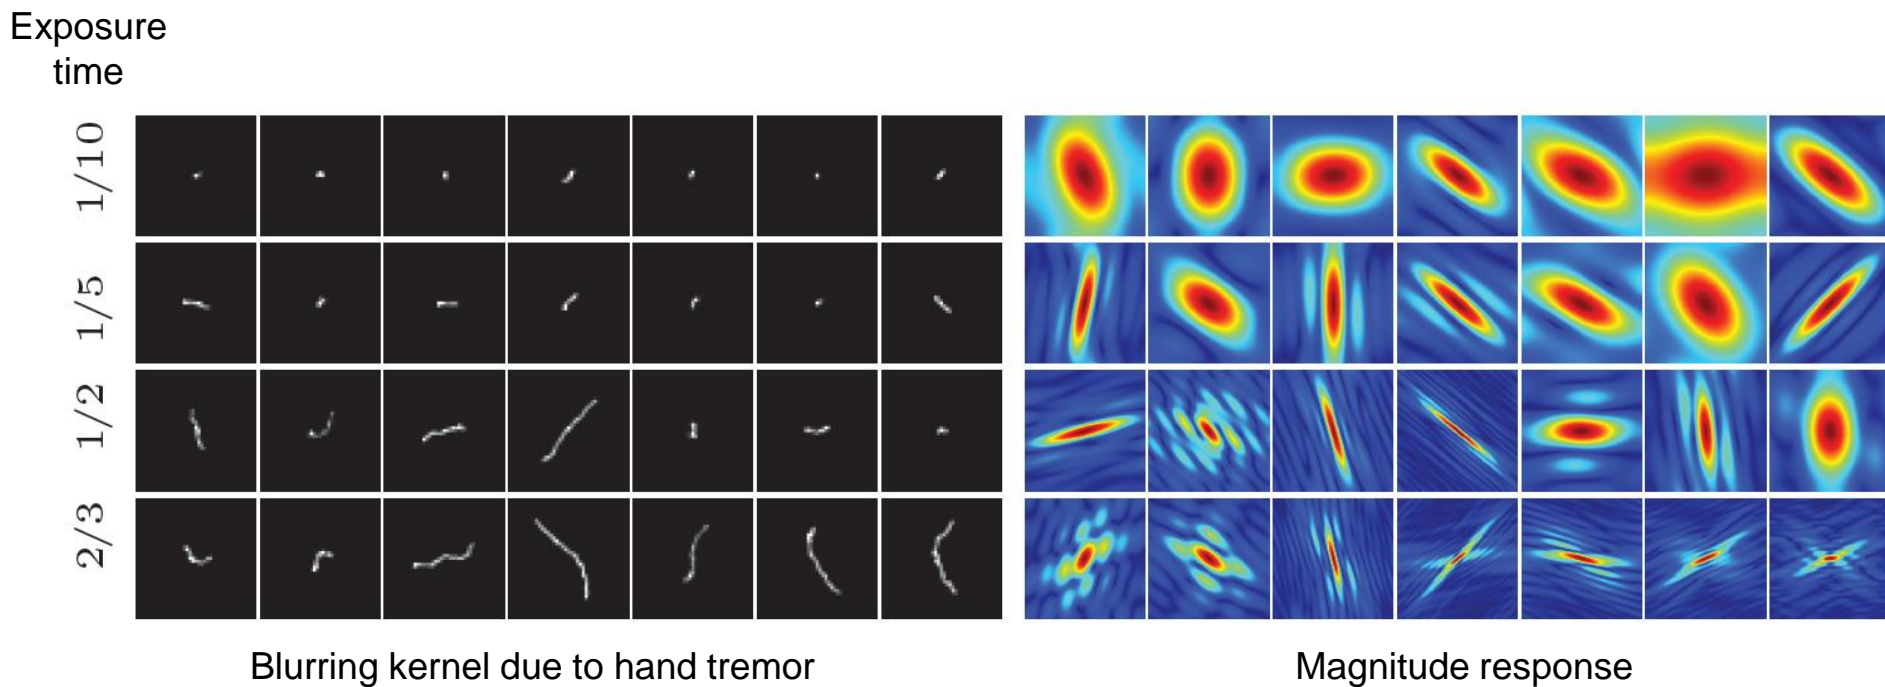 Exposure
time
1/10
1/5
1/2
2/3
Blurring kernel due to hand tremor
Magnitude response